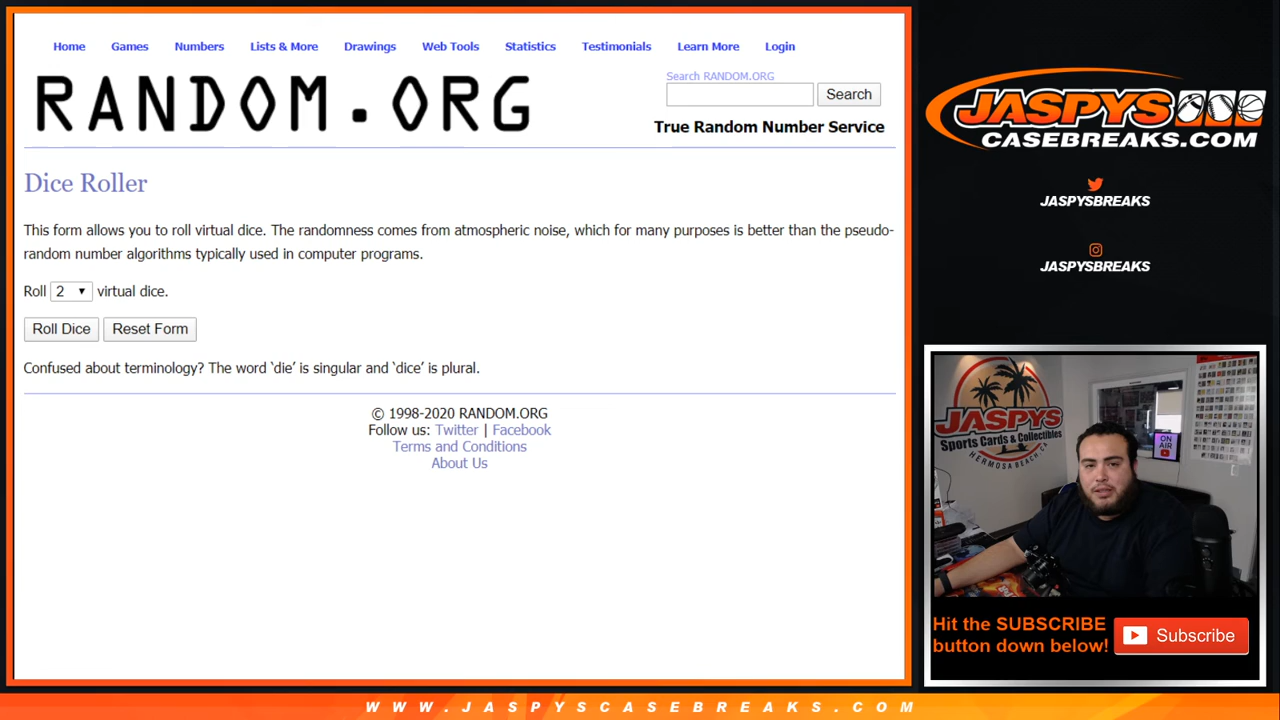 Home Games Numbers Lists & More Drawings Web Tools Statistics Testimonials Learn More Login
RANDOM.ORG
Search RANDOM.ORG
Search
True Random Number Service
Dice Roller
This form allows you to roll virtual dice. The randomness comes from atmospheric noise, which for many purposes is better than the pseudo-
random number algorithms typically used in computer programs.
Roll 2 virtual dice.
Roll Dice Reset Form
Confused about terminology? The word ‘die’ is singular and ‘dice’ is plural.
© 1998-2020 RANDOM.ORG
Follow us: Twitter | Facebook
Terms and Conditions
About Us
JASPYS
CASEBREAKS.COM
JASPYSBREAKS
JASPYSBREAKS
JASPYS
Sports Cards & Collectibles
HERMOSA BEACH, CA
ON
AIR
Hit the SUBSCRIBE
button down below!
Subscribe
WWW.JASPYSCASEBREAKS.COM